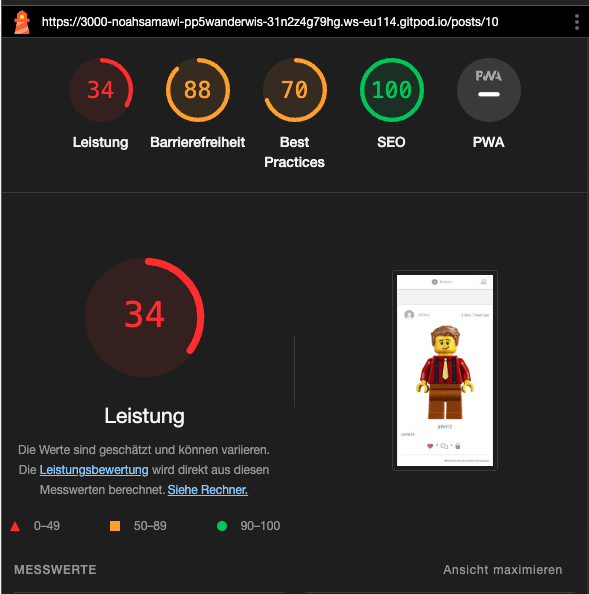 https://3000-noahsamawi-pp5wanderwis-31n2z4g79hg.ws-eu114.gitpod.io/posts/10
34
88
70
100
PWA
Leistung
Barrierefreiheit
Best
Practices
SEO
PWA
34
Leistung
Die Werte sind geschätzt und können variieren.
Die Leistungsbewertung wird direkt aus diesen
Messwerten berechnet. Siehe Rechner.
0–49
50–89
90–100
MESSWERTE
Ansicht maximieren